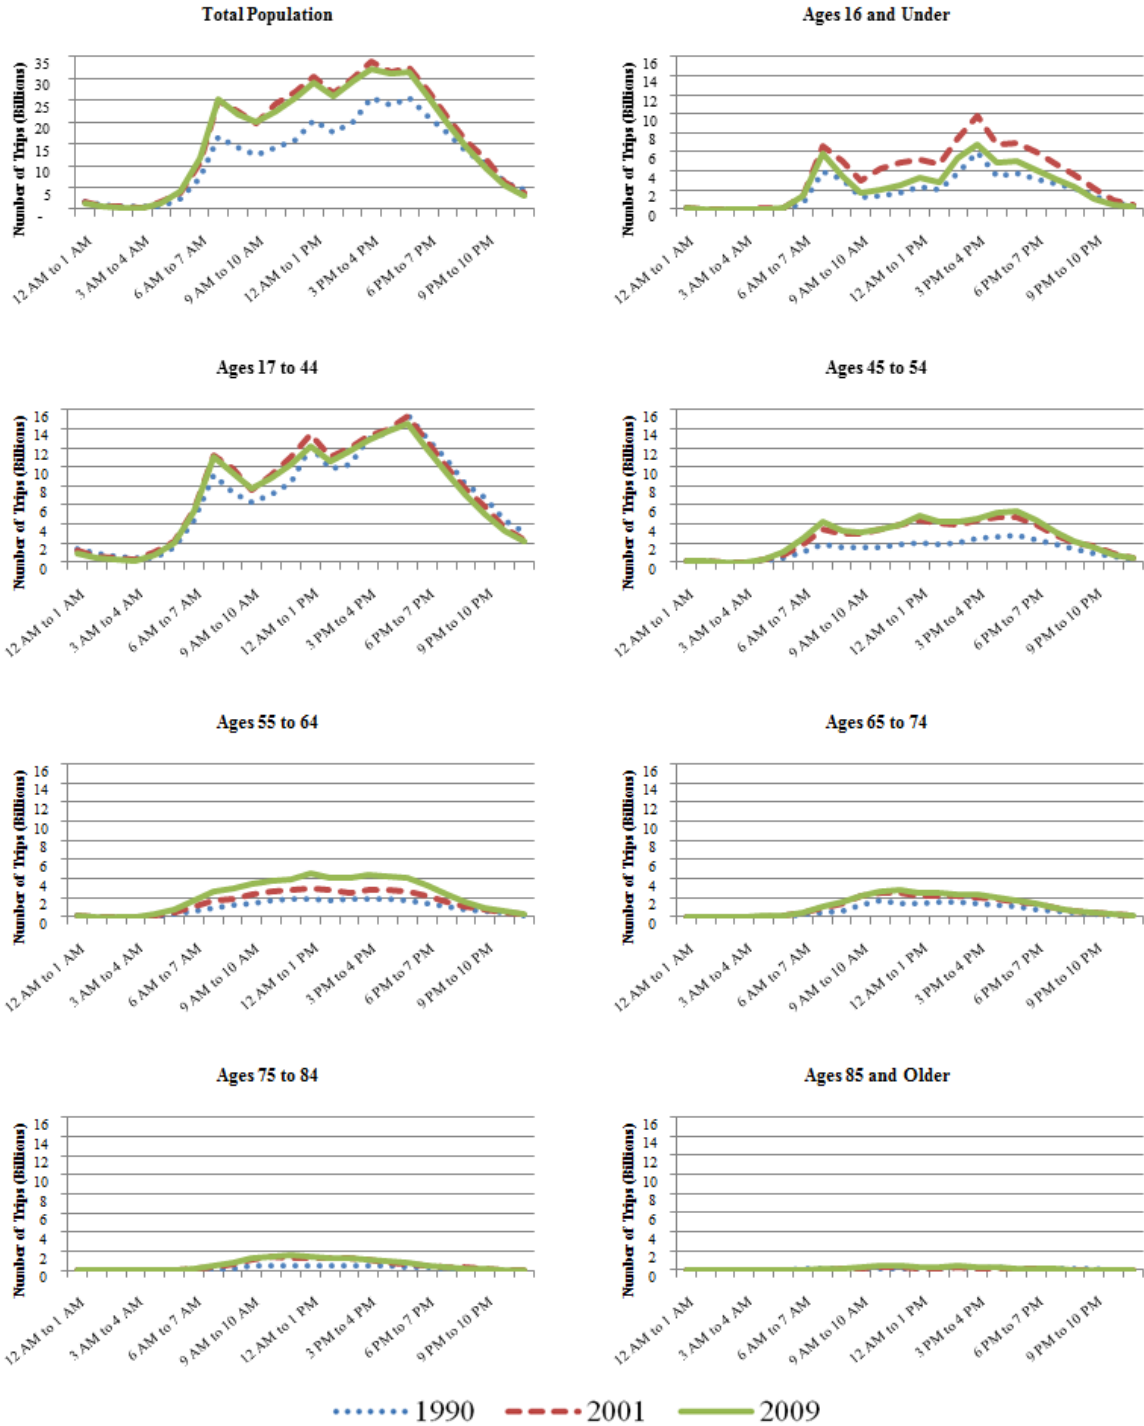 Total Population
Number of Trips (Billions)
35
30
25
20
15
10
5
-
12 AM to 1 AM
3 AM to 4 AM
6 AM to 7 AM
9 AM to 10 AM
12 AM to 1 PM
3 PM to 4 PM
6 PM to 7 PM
9 PM to 10 PM
Ages 16 and Under
Number of Trips (Billions)
16
14
12
10
8
6
4
2
0
12 AM to 1 AM
3 AM to 4 AM
6 AM to 7 AM
9 AM to 10 AM
12 AM to 1 PM
3 PM to 4 PM
6 PM to 7 PM
9 PM to 10 PM
Ages 17 to 44
Number of Trips (Billions)
16
14
12
10
8
6
4
2
0
12 AM to 1 AM
3 AM to 4 AM
6 AM to 7 AM
9 AM to 10 AM
12 AM to 1 PM
3 PM to 4 PM
6 PM to 7 PM
9 PM to 10 PM
Ages 45 to 54
Number of Trips (Billions)
16
14
12
10
8
6
4
2
0
12 AM to 1 AM
3 AM to 4 AM
6 AM to 7 AM
9 AM to 10 AM
12 AM to 1 PM
3 PM to 4 PM
6 PM to 7 PM
9 PM to 10 PM
Ages 55 to 64
Number of Trips (Billions)
16
14
12
10
8
6
4
2
0
12 AM to 1 AM
3 AM to 4 AM
6 AM to 7 AM
9 AM to 10 AM
12 AM to 1 PM
3 PM to 4 PM
6 PM to 7 PM
9 PM to 10 PM
Ages 65 to 74
Number of Trips (Billions)
16
14
12
10
8
6
4
2
0
12 AM to 1 AM
3 AM to 4 AM
6 AM to 7 AM
9 AM to 10 AM
12 AM to 1 PM
3 PM to 4 PM
6 PM to 7 PM
9 PM to 10 PM
Ages 75 to 84
Number of Trips (Billions)
16
14
12
10
8
6
4
2
0
12 AM to 1 AM
3 AM to 4 AM
6 AM to 7 AM
9 AM to 10 AM
12 AM to 1 PM
3 PM to 4 PM
6 PM to 7 PM
9 PM to 10 PM
Ages 85 and Older
Number of Trips (Billions)
16
14
12
10
8
6
4
2
0
12 AM to 1 AM
3 AM to 4 AM
6 AM to 7 AM
9 AM to 10 AM
12 AM to 1 PM
3 PM to 4 PM
6 PM to 7 PM
9 PM to 10 PM
1990 2001 2009